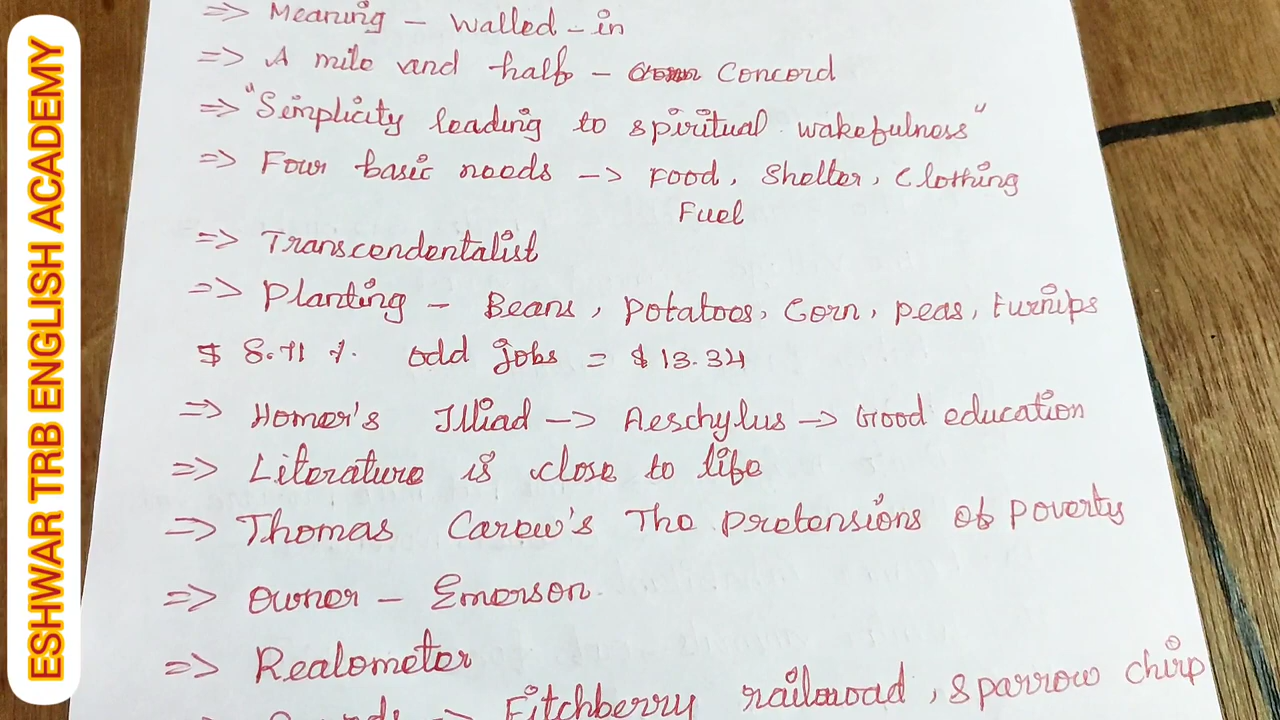 ESHWAR TRB ENGLISH ACADEMY
=> Meaning - Walled-in
=> A mile and half - Concord
=> "Simplicity leading to spiritual wakefulness"
=> Four basic needs -> Food, Shelter, Clothing
Fuel
=> Transcendentalist
=> Planting - Beans, Potatoes, Corn, peas, turnips
$ 8.71 1/. odd jobs = $ 13.34
=> Homer's Illiad -> Aeschylus -> Good education
=> Literature is close to life
=> Thomas Carew's The pretensions of poverty
=> Owner - Emerson.
=> Realometer
=> Fitchberry railroad, sparrow chirp